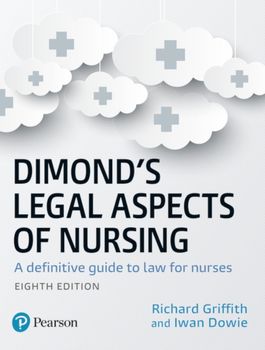 DIMOND'S
LEGAL ASPECTS
OF NURSING
A definitive guide to law for nurses
EIGHTH EDITION
Richard Griffith
and Iwan Dowie
Pearson